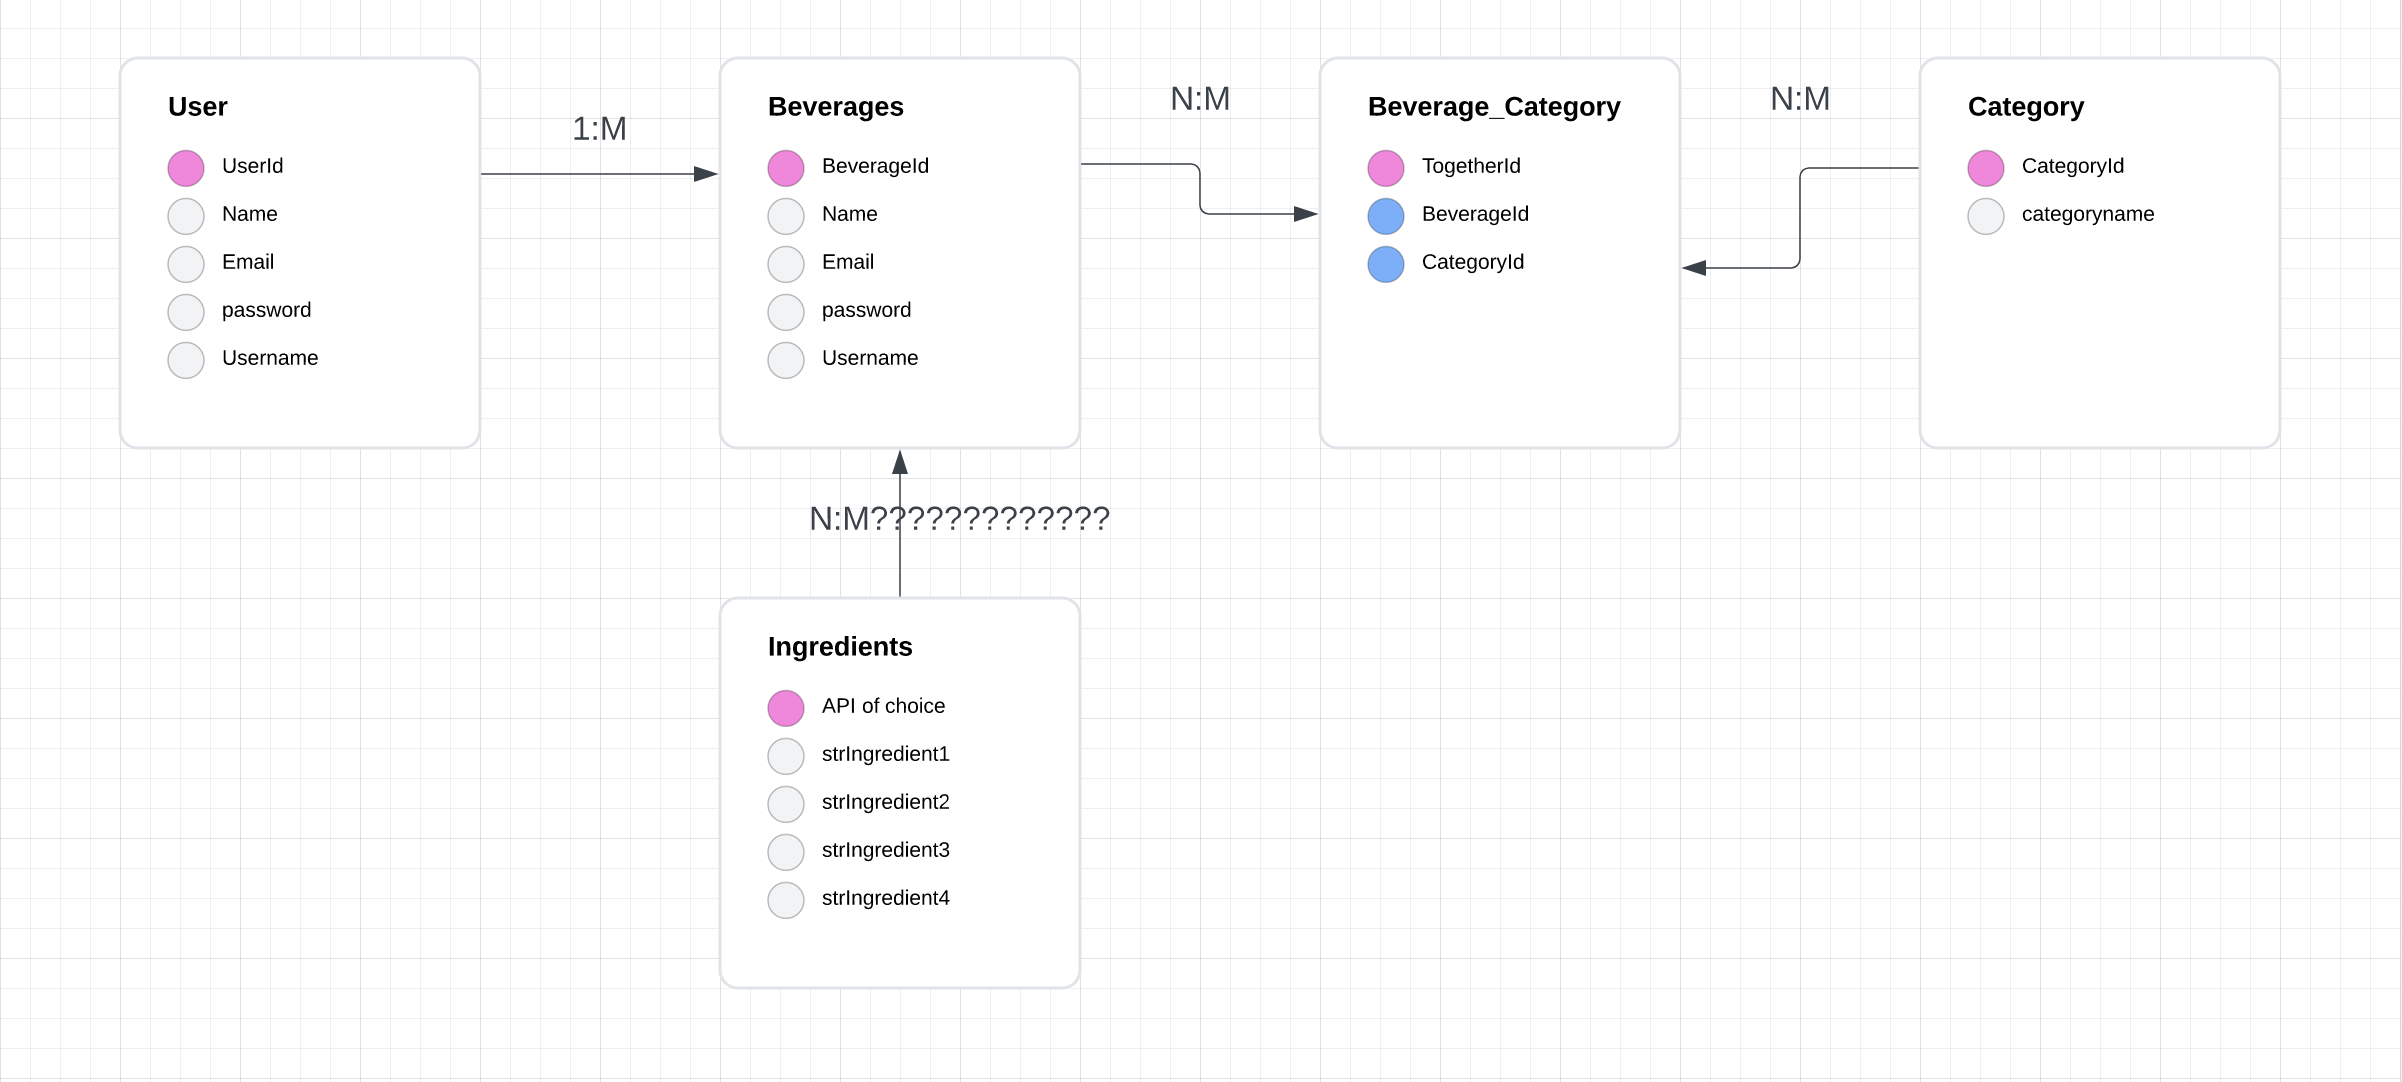 User
UserId
Name
Email
password
Username
1:M
Beverages
BeverageId
Name
Email
password
Username
N:M
Beverage_Category
TogetherId
BeverageId
CategoryId
N:M
Category
CategoryId
categoryname
N:M?????????????
Ingredients
API of choice
strIngredient1
strIngredient2
strIngredient3
strIngredient4